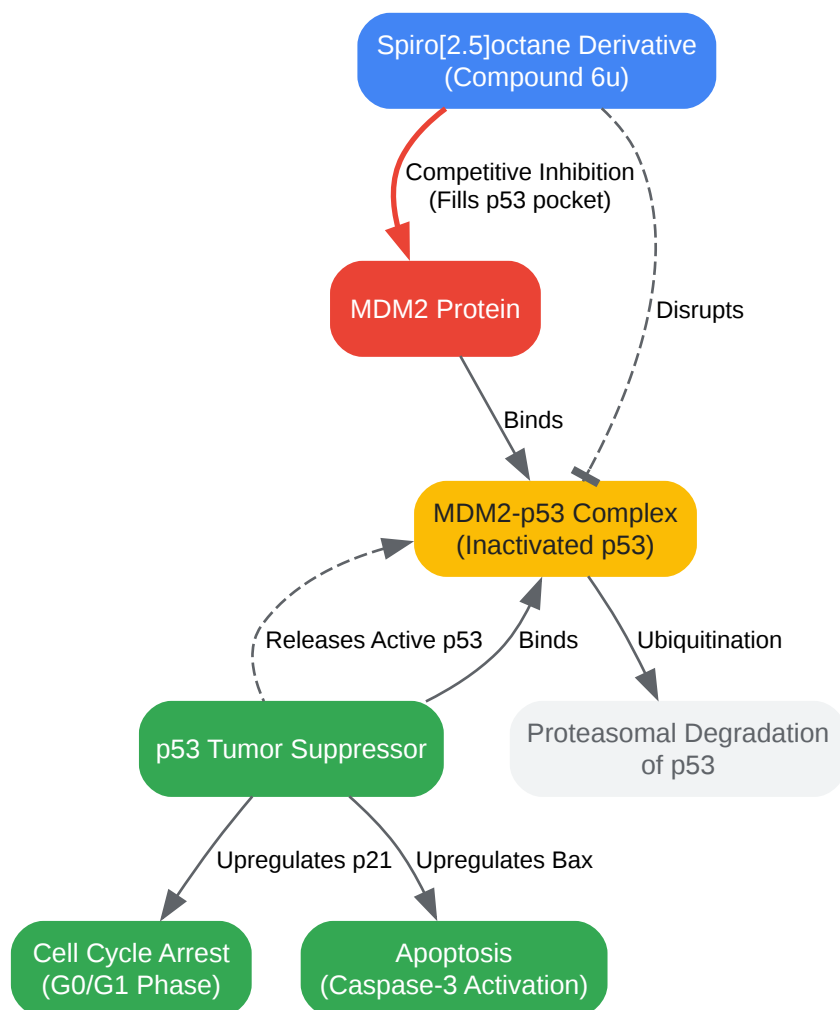 Spiro[2.5]octane Derivative
(Compound 6u)
Competitive Inhibition
(Fills p53 pocket)
MDM2 Protein
Disrupts
Binds
MDM2-p53 Complex
(Inactivated p53)
Releases Active p53
Binds
Ubiquitination
p53 Tumor Suppressor
Proteasomal Degradation
of p53
Upregulates p21
Upregulates Bax
Cell Cycle Arrest
(G0/G1 Phase)
Apoptosis
(Caspase-3 Activation)